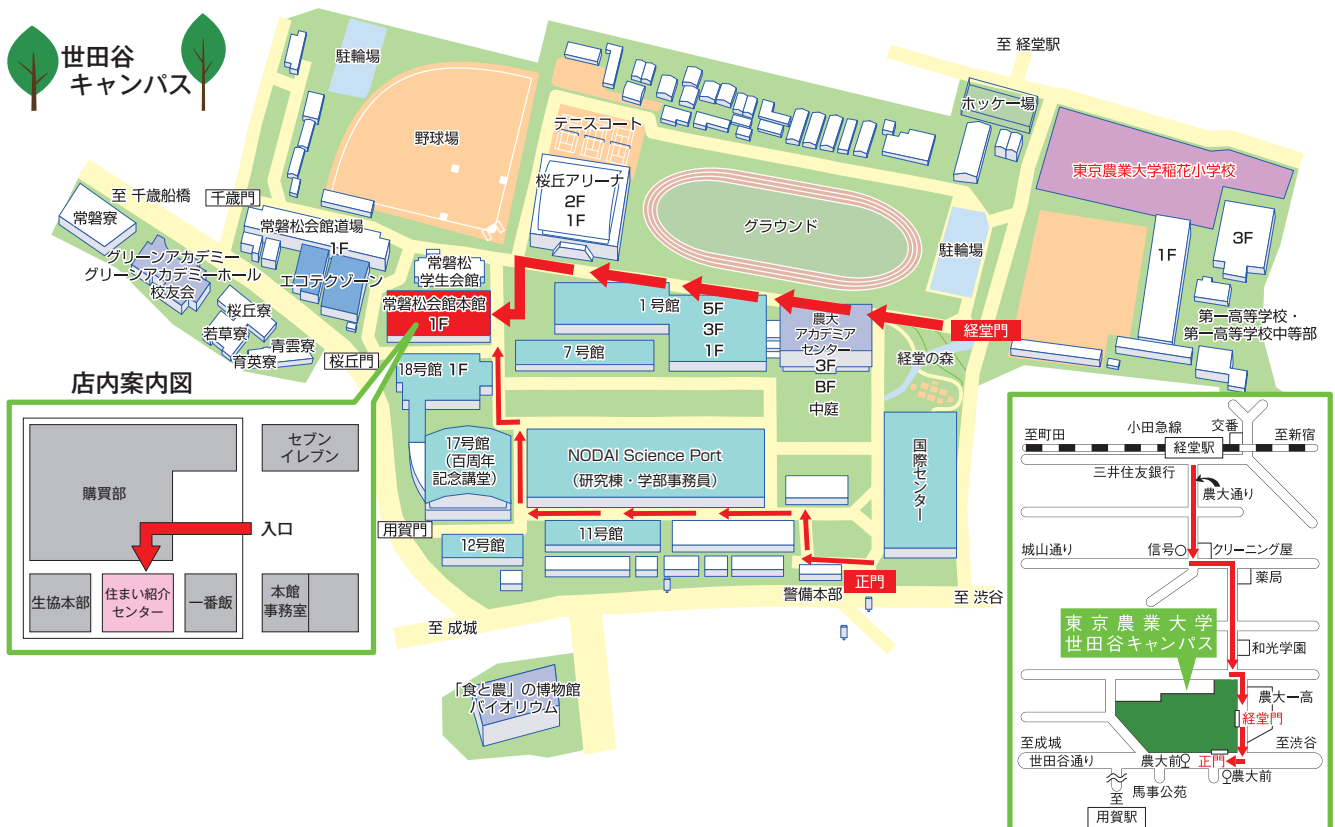 世田谷
キャンパス
駐輪場
至 経堂駅
ホッケー場
野球場
テニスコート
東京農業大学稲花小学校
桜丘アリーナ
2F
1F
グラウンド
駐輪場
1F
3F
第一高等学校・
第一高等学校中等部
至 千歳船橋
千歳門
常磐寮
常磐松会館道場
1F
グリーンアカデミー
グリーンアカデミーホール
校友会
エコテクゾーン
常磐松
学生会館
常磐松会館本館
1F
桜丘寮
若草寮
青雲寮
育英寮
桜丘門
1号館
5F
3F
1F
農大
アカデミア
センター
3F
BF
中庭
経堂門
経堂の森
7号館
18号館 1F
17号館
(百周年
記念講堂)
NODAI Science Port
(研究棟・学部事務員)
国際センター
用賀門
12号館
11号館
正門
警備本部
至 渋谷
至 成城
「食と農」の博物館
バイオリウム
店内案内図
購買部
セブン
イレブン
入口
生協本部
住まい紹介
センター
一番飯
本館
事務室
至町田
小田急線
交番
経堂駅
至新宿
三井住友銀行
農大通り
城山通り
信号
クリーニング屋
薬局
東京農業大学
世田谷キャンパス
和光学園
農大一高
経堂門
至成城
至渋谷
世田谷通り
農大前
正門
農大前
馬事公苑
至
用賀駅